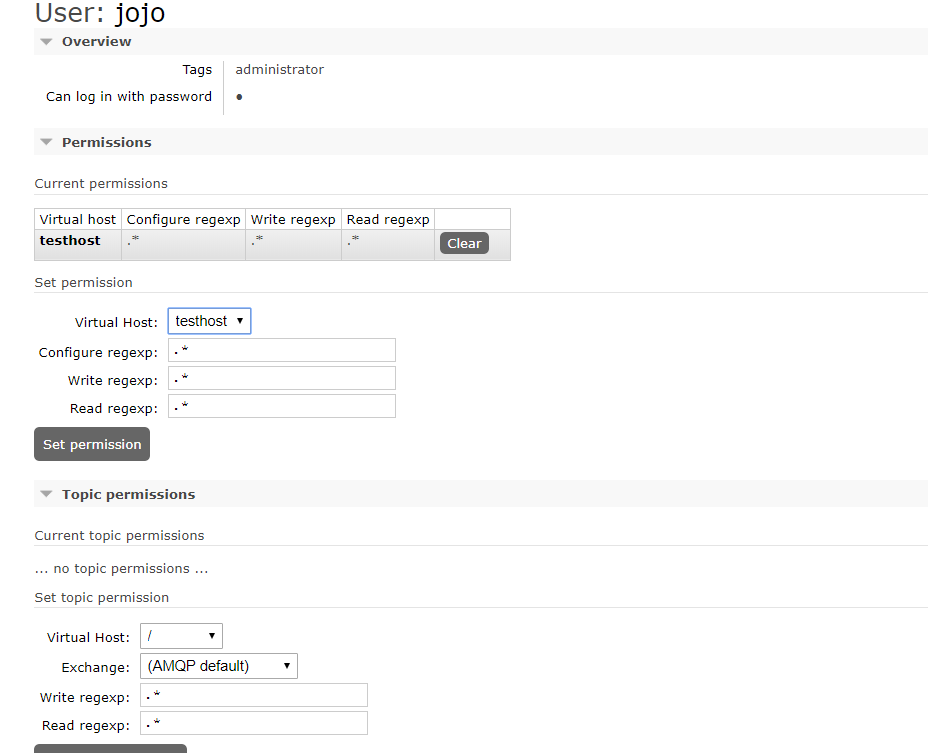 User: jojo
Overview
Tags administrator
Can log in with password •
Permissions
Current permissions
Virtual host Configure regexp Write regexp Read regexp
testhost .* .* .* Clear
Set permission
Virtual Host: testhost
Configure regexp: .*
Write regexp: .*
Read regexp: .*
Set permission
Topic permissions
Current topic permissions
... no topic permissions ...
Set topic permission
Virtual Host: /
Exchange: (AMQP default)
Write regexp: .*
Read regexp: .*